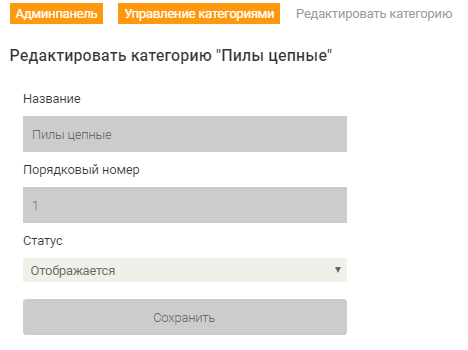 Админпанель Управление категориями Редактировать категорию
Редактировать категорию "Пилы цепные"
Название
Пилы цепные
Порядковый номер
1
Статус
Отображается
Сохранить